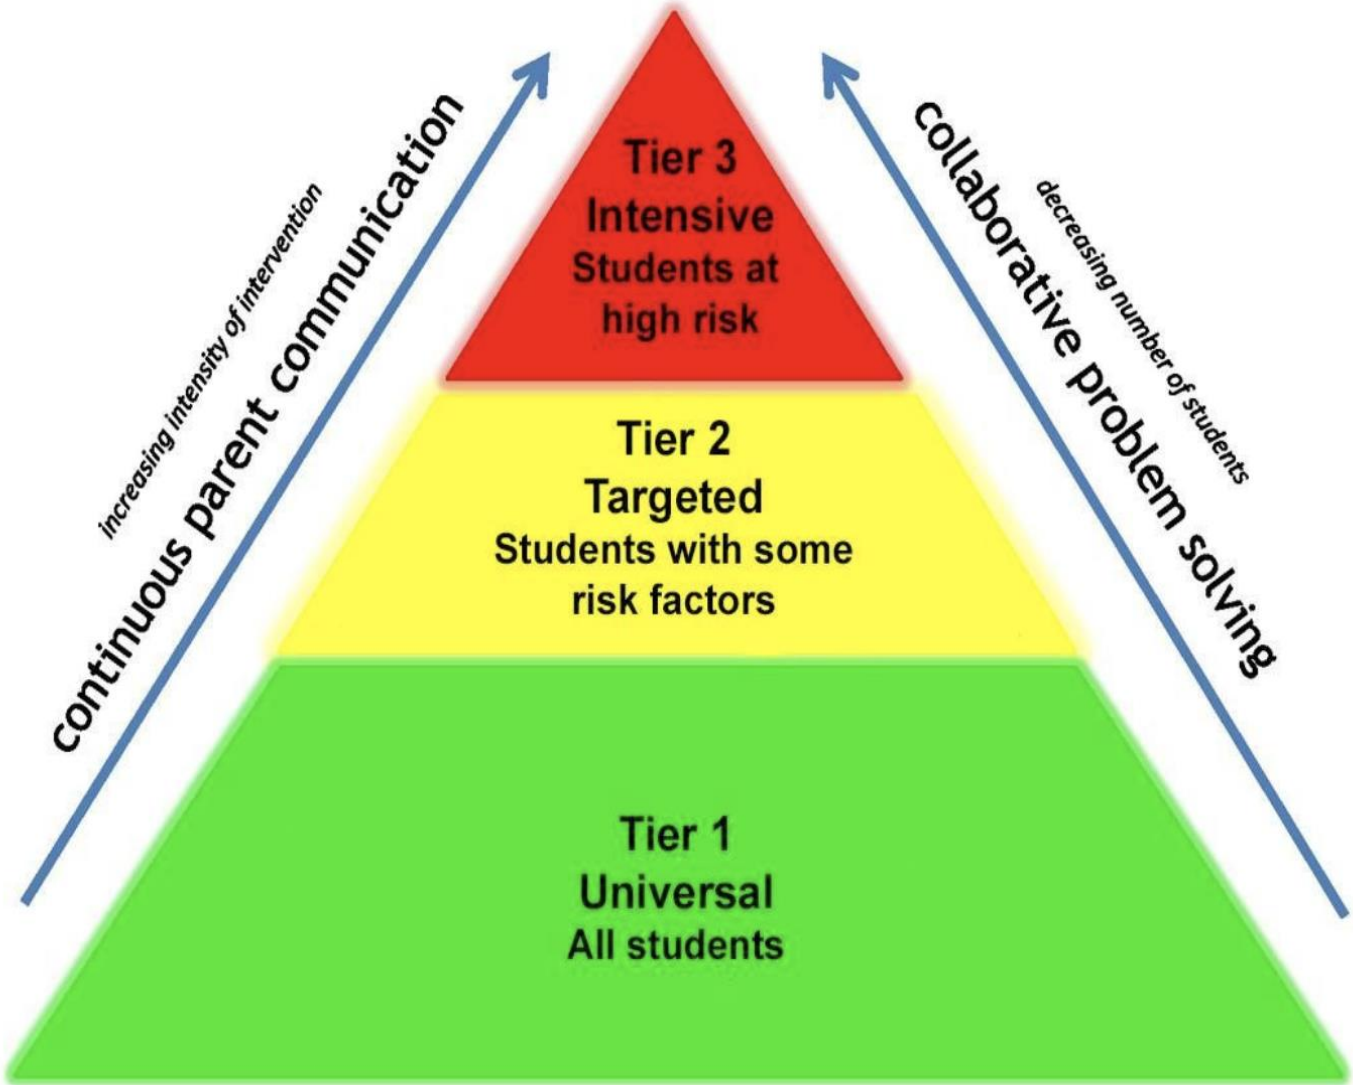 increasing intensity of intervention
continuous parent communication
Tier 3
Intensive
Students at
high risk
collaborative problem solving
decreasing number of students
Tier 2
Targeted
Students with some
risk factors
Tier 1
Universal
All students